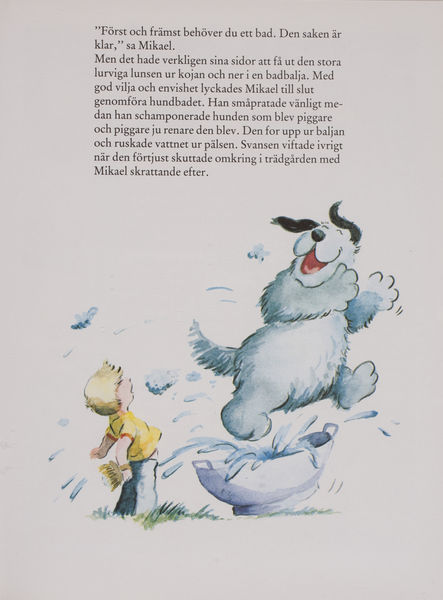 ”Först och främst behöver du ett bad. Den saken är
klar,” sa Mikael.
Men det hade verkligen sina sidor att få ut den stora
lurviga lunsen ur kojan och ner i en badbalja. Med
god vilja och envishet lyckades Mikael till slut
genomföra hundbadet. Han småpratade vänligt me-
dan han schamponerade hunden som blev piggare
och piggare ju renare den blev. Den for upp ur baljan
och ruskade vattnet ur pälsen. Svansen viftade ivrigt
när den förtjust skuttade omkring i trädgården med
Mikael skrattande efter.